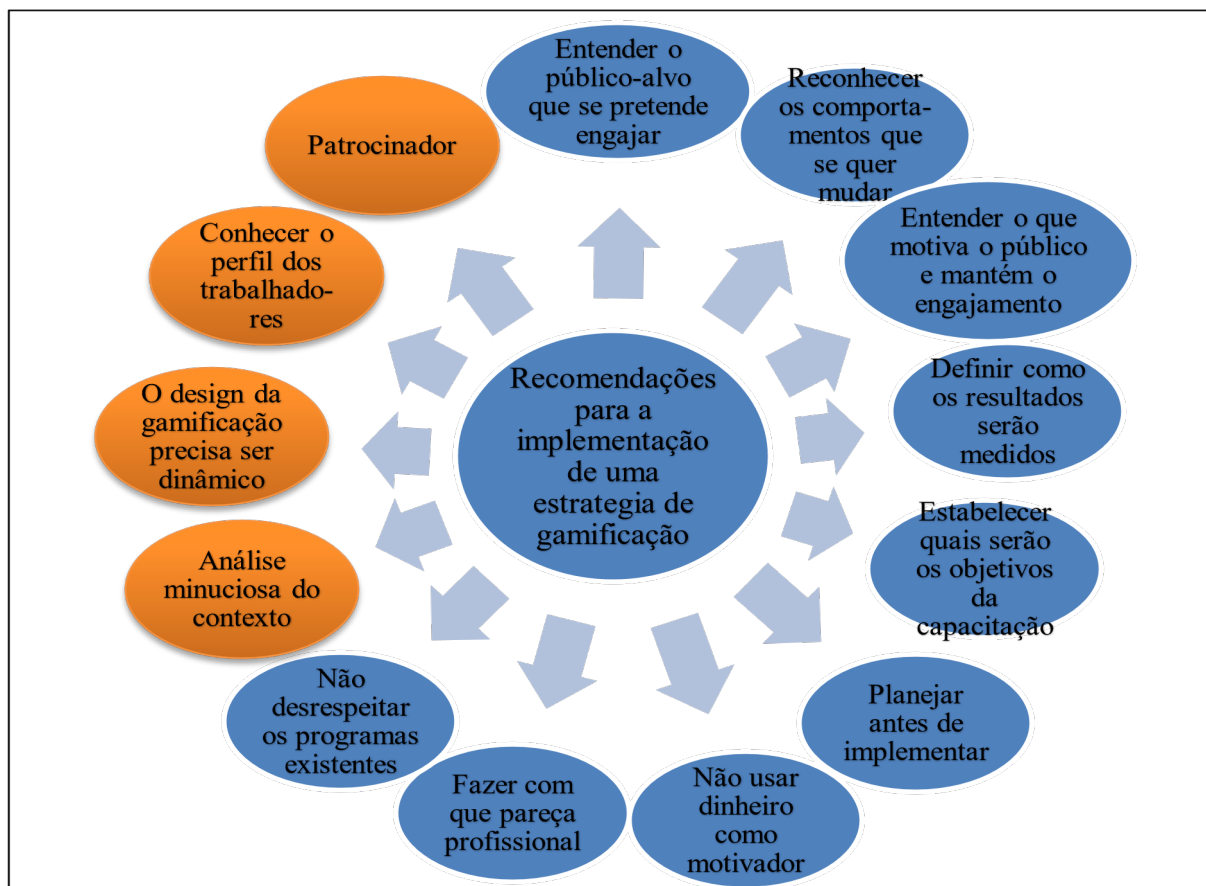 Recomendações
para a
implementação
de uma
estrategia de
gamificação
Entender o
público-alvo
que se pretende
engajar
Reconhecer
os comporta-
mentos que
se quer
mudar
Entender o que
motiva o público
e mantém o
engajamento
Definir como
os resultados
serão
medidos
Estabelecer
quais serão
os objetivos
da
capacitação
Planejar
antes de
implementar
Não usar
dinheiro
como
motivador
Fazer com
que pareça
profissional
Não
desrespeitar
os programas
existentes
Análise
minuciosa do
contexto
O design da
gamificação
precisa ser
dinâmico
Conhecer o
perfil dos
trabalhado-
res
Patrocinador